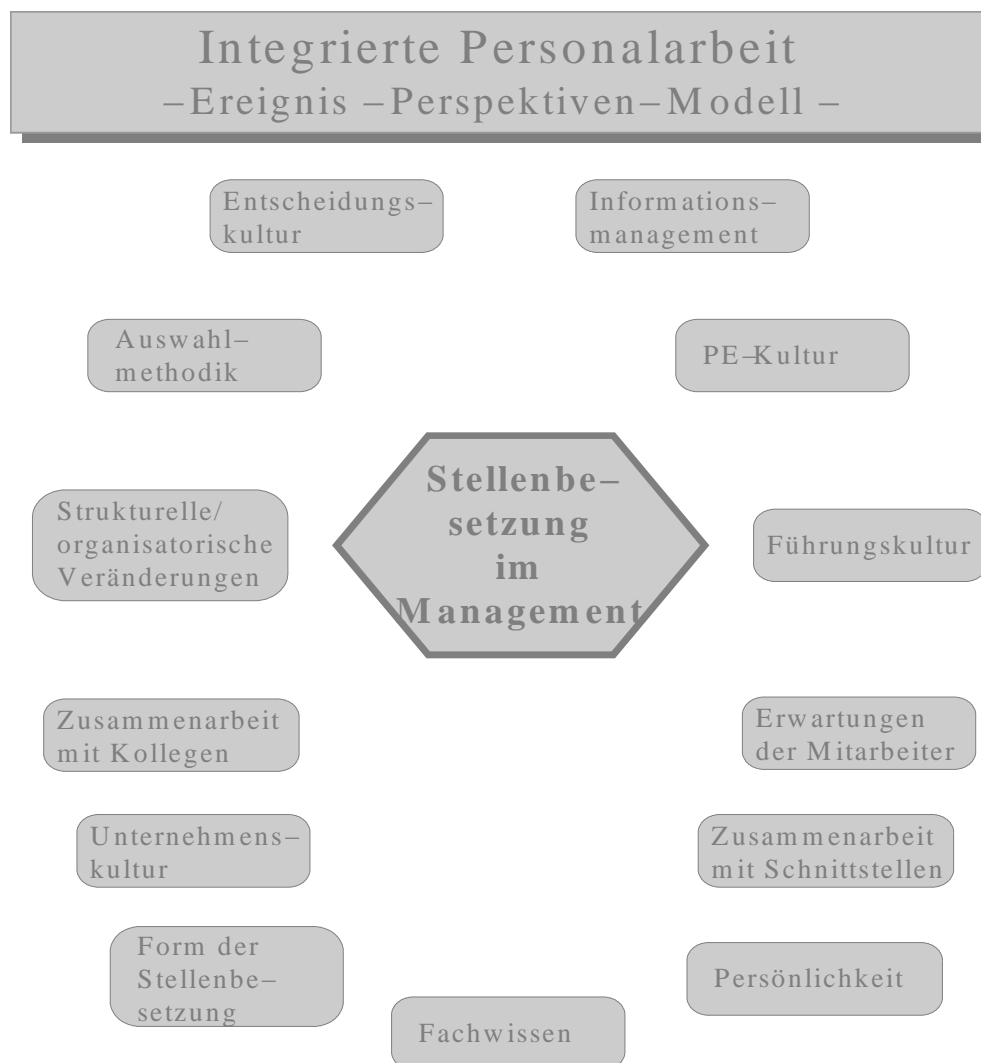 Integrierte Personalarbeit
–Ereignis –Perspektiven–Modell –
Entscheidungs–
kultur
Informations–
management
Auswahl–
methodik
PE–Kultur
Stellenbe–
setzung
im
Management
Strukturelle/
organisatorische
Veränderungen
Führungskultur
Zusammenarbeit
mit Kollegen
Erwartungen
der Mitarbeiter
Unternehmens–
kultur
Zusammenarbeit
mit Schnittstellen
Form der
Stellenbe–
setzung
Persönlichkeit
Fachwissen